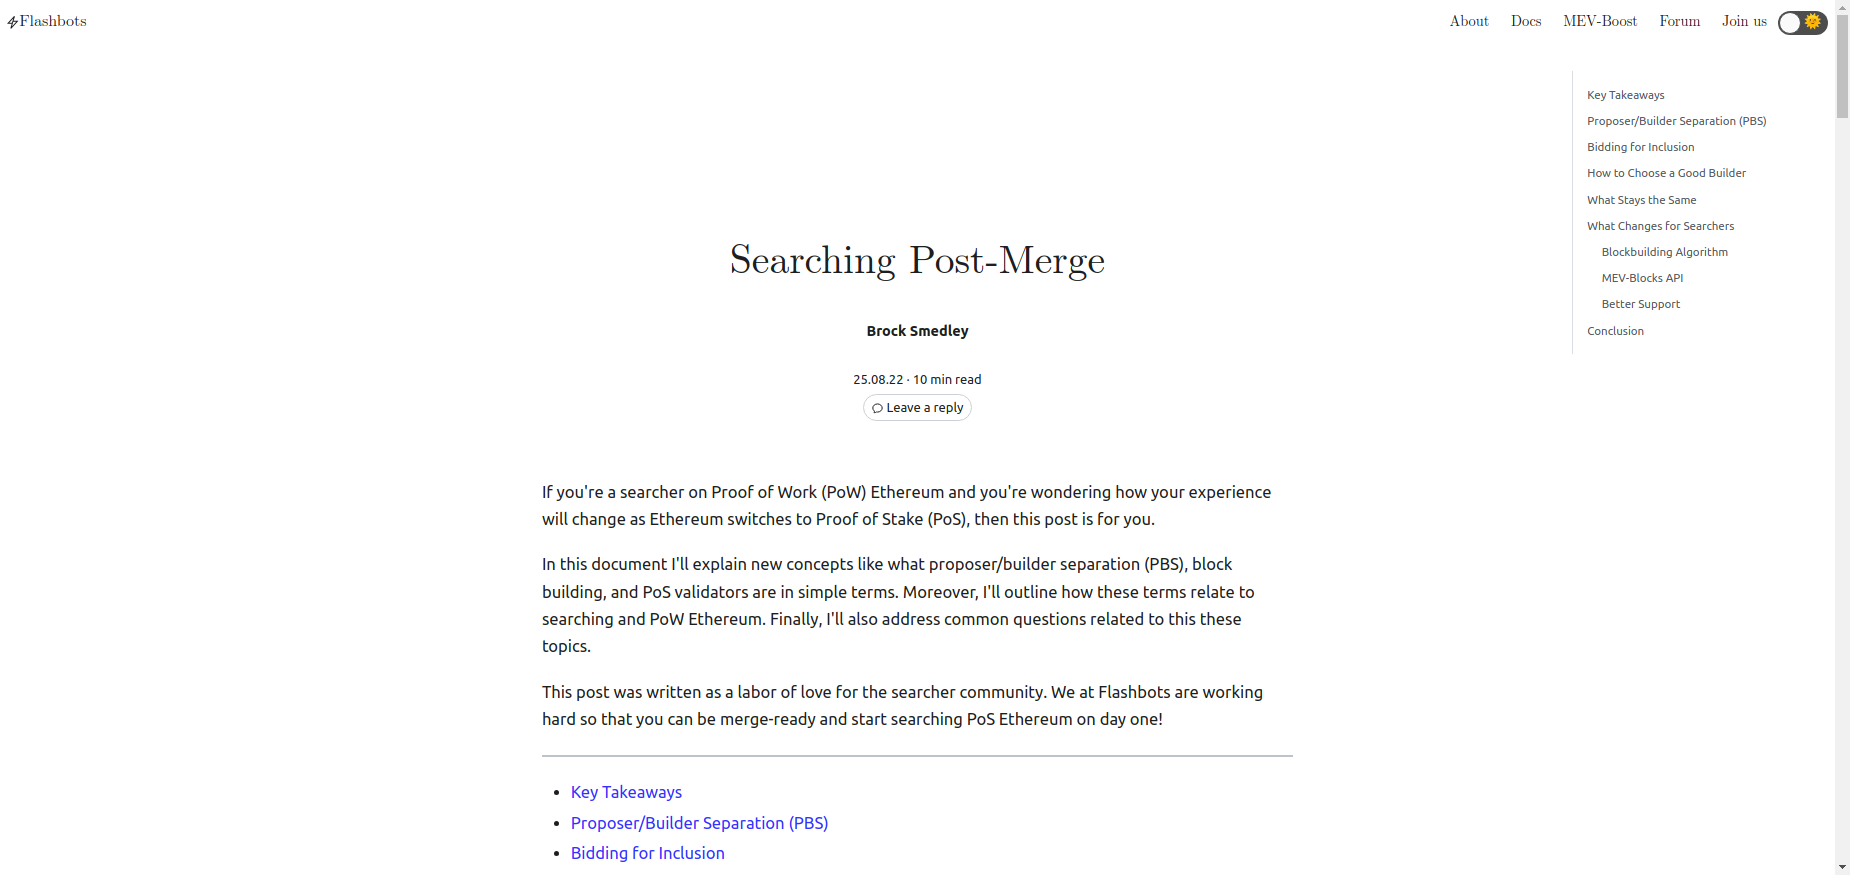 Flashbots
About Docs MEV-Boost Forum Join us
Key Takeaways
Proposer/Builder Separation (PBS)
Bidding for Inclusion
How to Choose a Good Builder
What Stays the Same
What Changes for Searchers
Blockbuilding Algorithm
MEV-Blocks API
Better Support
Conclusion
Searching Post-Merge
Brock Smedley
25.08.22 · 10 min read
Leave a reply
If you're a searcher on Proof of Work (PoW) Ethereum and you're wondering how your experience
will change as Ethereum switches to Proof of Stake (PoS), then this post is for you.
In this document I'll explain new concepts like what proposer/builder separation (PBS), block
building, and PoS validators are in simple terms. Moreover, I'll outline how these terms relate to
searching and PoW Ethereum. Finally, I'll also address common questions related to this these
topics.
This post was written as a labor of love for the searcher community. We at Flashbots are working
hard so that you can be merge-ready and start searching PoS Ethereum on day one!
• Key Takeaways
• Proposer/Builder Separation (PBS)
• Bidding for Inclusion